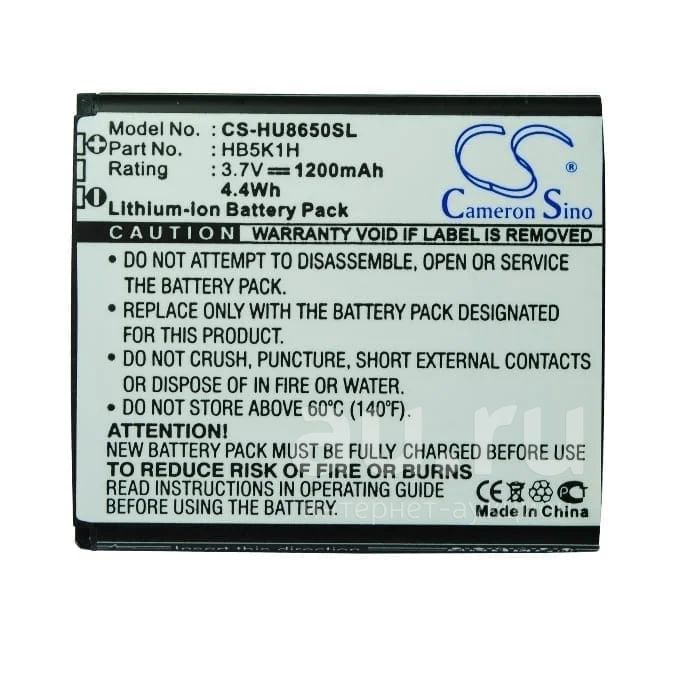 Model No. : CS-HU8650SL
Part No. : HB5K1H
Rating : 3.7V 1200mAh
4.4Wh
Lithium-ion Battery Pack
CS
Cameron Sino
®
CAUTION WARRANTY VOID IF LABEL IS REMOVED
• DO NOT ATTEMPT TO DISASSEMBLE, OPEN OR SERVICE
THE BATTERY PACK.
• REPLACE ONLY WITH THE BATTERY PACK DESIGNATED
FOR THIS PRODUCT.
• DO NOT CRUSH, PUNCTURE, SHORT EXTERNAL CONTACTS
OR DISPOSE OF IN FIRE OR WATER.
• DO NOT STORE ABOVE 60°C (140°F).
ATTENTION:
NEW BATTERY PACK MUST BE FULLY CHARGED
TO REDUCE RISK OF FIRE OR BURNS
READ INSTRUCTIONS IN OPERATING GUIDE
BEFORE USING THE BATTERY.
CE
Made In China
au.ru